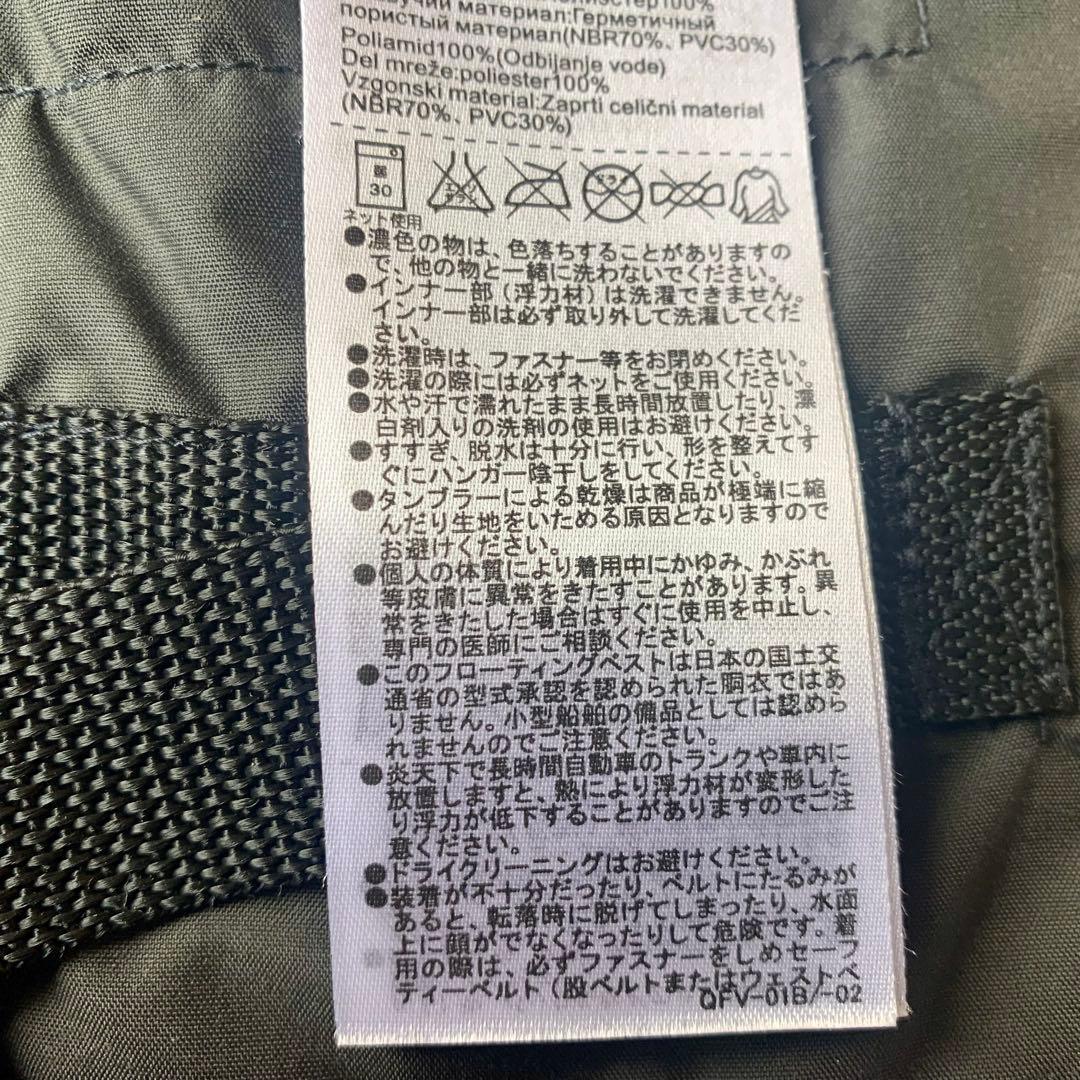 100%
материал:Герметичный
пористый материал(NBR70%、PVC30%)
Poliamid100%(Odbijanje vode)
Del mreže:poliester100%
Vzgonski material:Zaprti celični material
(NBR70%、PVC30%)
弱
30
エンソ
サラシ
ドライ
ネット使用
●濃色の物は、色落ちすることがありますの
で、他の物と一緒に洗わないでください。
●インナー部(浮力材)は洗濯できません。
インナー部は必ず取り外して洗濯してくだ
さい。
●洗濯時は、ファスナー等をお閉めください。
●洗濯の際には必ずネットをご使用ください。
●水や汗で濡れたまま長時間放置したり、漂
白剤入りの洗剤の使用はお避けください。
●すすぎ、脱水は十分に行い、形を整えてす
ぐにハンガー陰干しをしてください。
●タンブラーによる乾燥は商品が極端に縮
んだり生地をいためる原因となりますので
お避けください。
●個人の体質により着用中にかゆみ、かぶれ
等皮膚に異常をきたすことがあります。異
常をきたした場合はすぐに使用を中止し、
専門の医師にご相談ください。
●このフローティングベストは日本の国土交
通省の型式承認を認められた胴衣ではあ
りません。小型船舶の備品としては認めら
れませんのでご注意ください。
●炎天下で長時間自動車のトランクや車内に
放置しますと、熱により浮力材が変形した
り浮力が低下することがありますのでご注
意ください。
●ドライクリーニングはお避けください。
●装着が不十分だったり、ベルトにたるみが
あると、転落時に脱げてしまったり、水面
上に顔がでなくなったりして危険です。着
用の際は、必ずファスナーをしめセーフ
ティーベルト(股ベルトまたはウェストベ
QFV-01B/-02